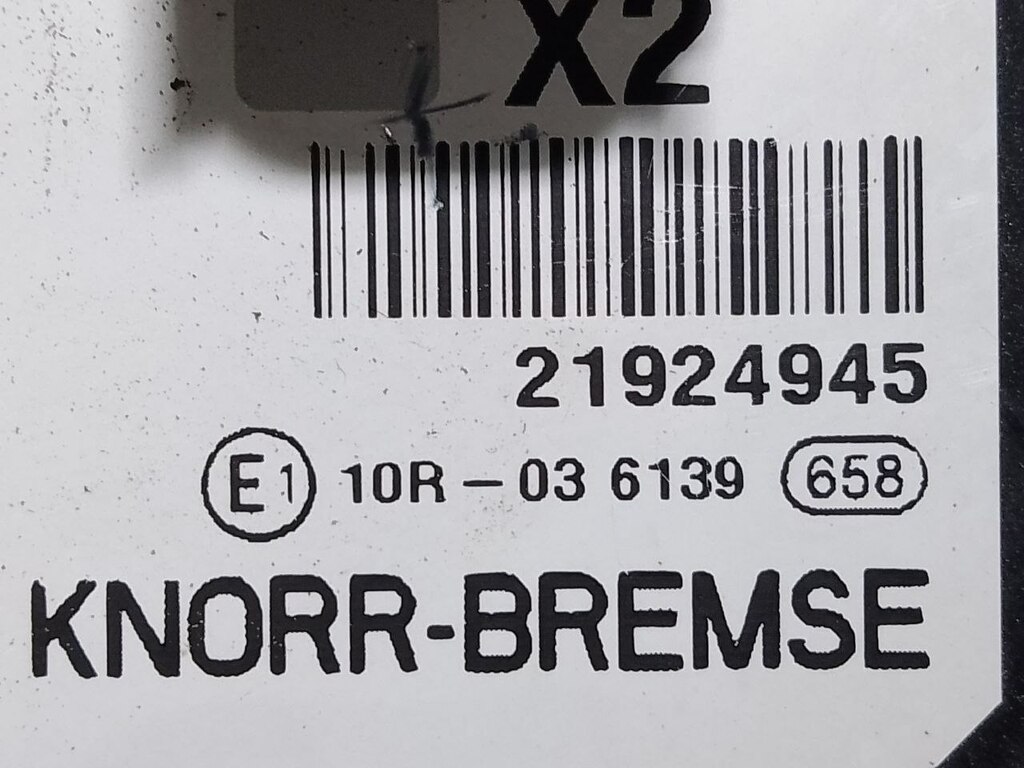 X2
21924945
E1 10R - 03 6139 658
KNORR-BREMSE